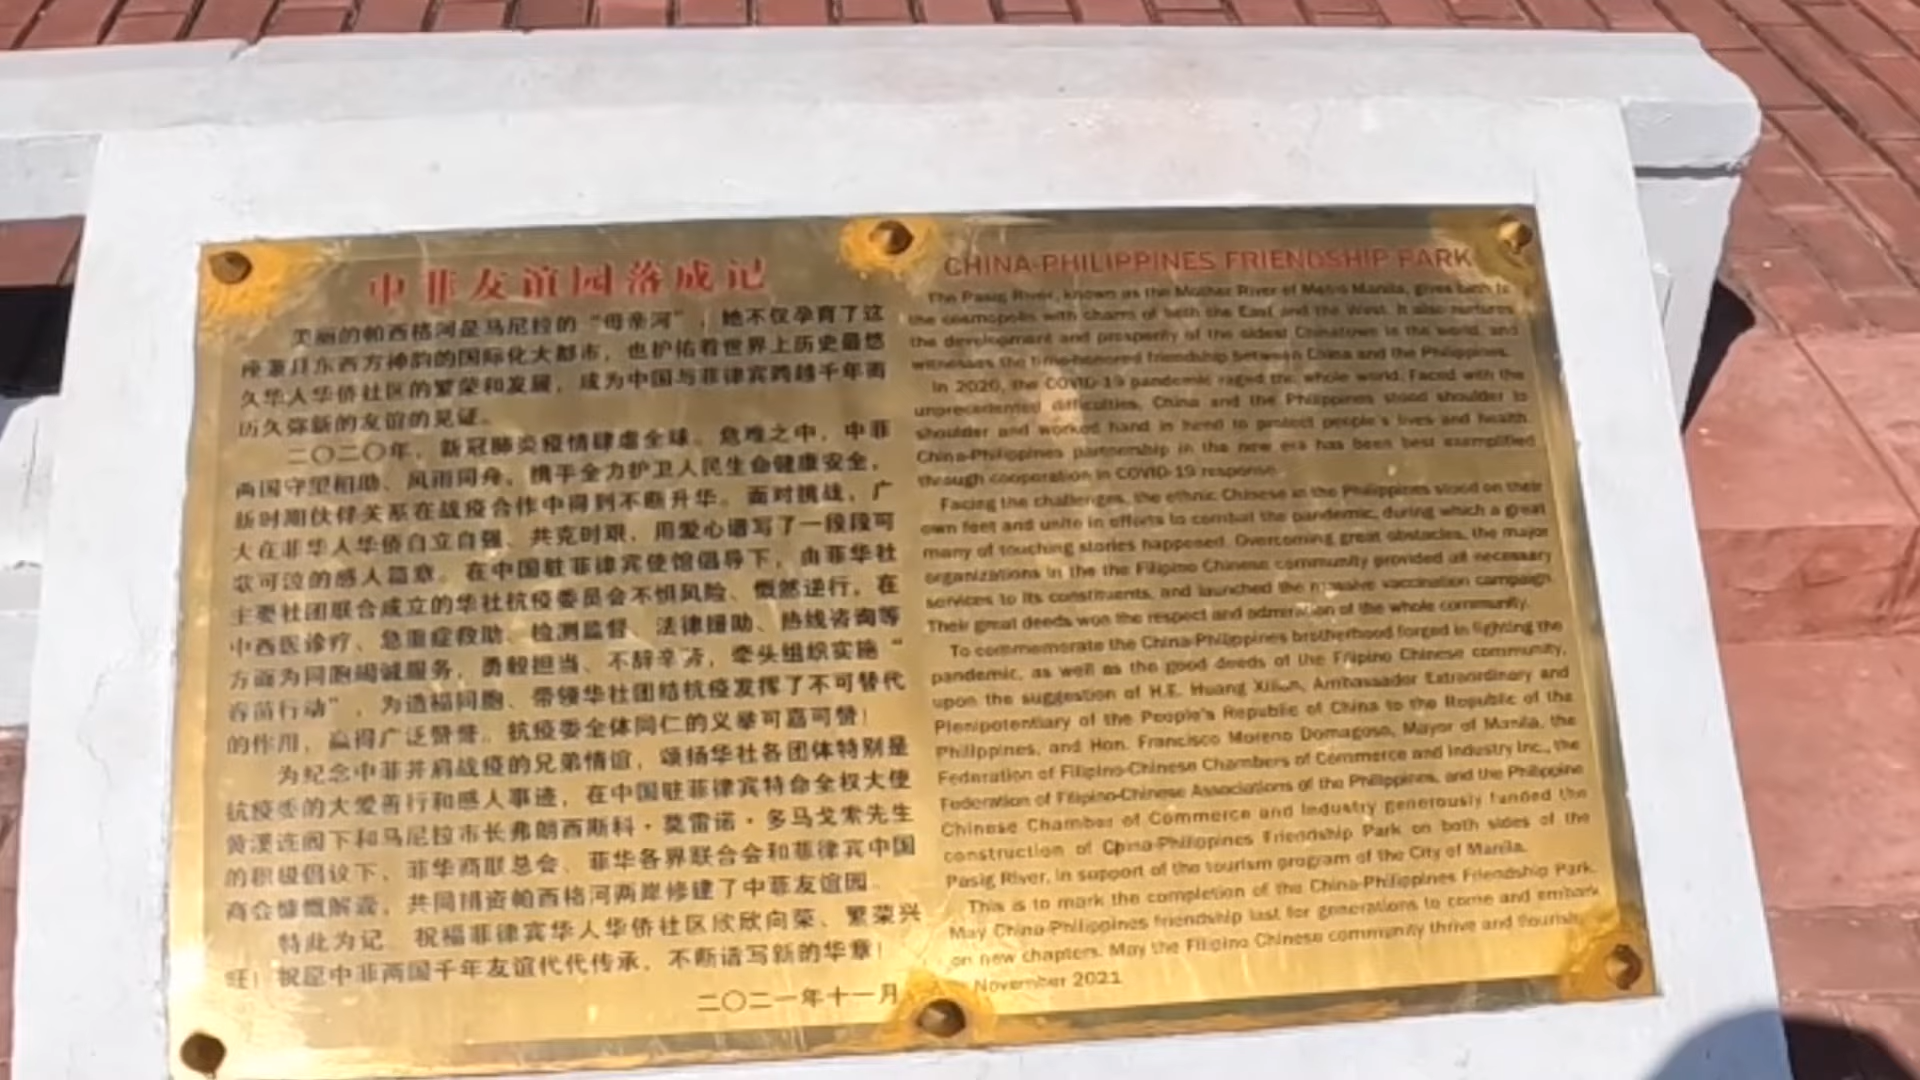 中菲友谊园落成记
美丽的帕西格河是马尼拉的“母亲河”，她不仅孕育了这
座兼具东西方神韵的国际化大都市，也护佑着世界上历史最悠
久华人华侨社区的繁荣和发展，成为中国与菲律宾跨越千年而
历久弥新的友谊的见证。
二〇二〇年，新冠肺炎疫情肆虐全球。危难之中，中菲
两国守望相助、风雨同舟，携手全力护卫人民生命健康安全，
新时期伙伴关系在战疫合作中得到不断升华。面对挑战，广
大在菲华人华侨自立自强、共克时艰，用爱心谱写了一段段可
歌可泣的感人篇章。在中国驻菲律宾使馆倡导下，由菲华社
主要社团联合成立的华社抗疫委员会不惧风险、慨然逆行，在
中西医诊疗、急重症救助、检测监督、法律援助、热线咨询等
方面为同胞竭诚服务，勇毅担当、不辞辛劳，牵头组织实施“
春苗行动”，为造福同胞、带领华社团结抗疫发挥了不可替代
的作用，赢得广泛赞誉。抗疫委全体同仁的义举可嘉可赞！
为纪念中菲并肩战疫的兄弟情谊，颂扬华社各团体特别是
抗疫委的大爱善行和感人事迹，在中国驻菲律宾特命全权大使
黄溪连阁下和马尼拉市长弗朗西斯科·莫雷诺·多马戈索先生
的积极倡议下，菲华商联总会、菲华各界联合会和菲律宾中国
商会慷慨解囊，共同捐资帕西格河两岸修建了中菲友谊园。
特此为记。祝福菲律宾华人华侨社区欣欣向荣、繁荣兴
旺！祝愿中菲两国千年友谊代代传承，不断谱写新的华章！
二〇二一年十一月
CHINA-PHILIPPINES FRIENDSHIP PARK
The Pasig River, known as the Mother River of Metro Manila, gives birth to
the cosmopolis with charm of both the East and the West. It also nurtures
the development and prosperity of the oldest Chinatown in the world, and
witnesses the time-honored friendship between China and the Philippines.
In 2020, the COVID-19 pandemic raged the whole world. Faced with the
unprecedented difficulties, China and the Philippines stood shoulder to
shoulder and worked hand in hand to protect people's lives and health.
China-Philippines partnership in the new era has been best exemplified
through cooperation in COVID-19 response.
Facing the challenges, the ethnic Chinese in the Philippines stood on their
own feet and unite in efforts to combat the pandemic, during which a great
many of touching stories happened. Overcoming great obstacles, the major
organizations in the the Filipino Chinese community provided all necessary
services to its constituents, and launched the massive vaccination campaign.
Their great deeds won the respect and admiration of the whole community.
To commemorate the China-Philippines brotherhood forged in fighting the
pandemic, as well as the good deeds of the Filipino Chinese community,
upon the suggestion of H.E. Huang Xilian, Ambassador Extraordinary and
Plenipotentiary of the People's Republic of China to the Republic of the
Philippines, and Hon. Francisco Moreno Domagoso, Mayor of Manila, the
Federation of Filipino-Chinese Chambers of Commerce and Industry Inc., the
Federation of Filipino-Chinese Associations of the Philippines, and the Philippine
Chinese Chamber of Commerce and Industry generously funded the
construction of China-Philippines Friendship Park on both sides of the
Pasig River, in support of the tourism program of the City of Manila.
This is to mark the completion of the China-Philippines Friendship Park.
May China-Philippines friendship last for generations to come and embark
on new chapters. May the Filipino Chinese community thrive and flourish.
November 2021